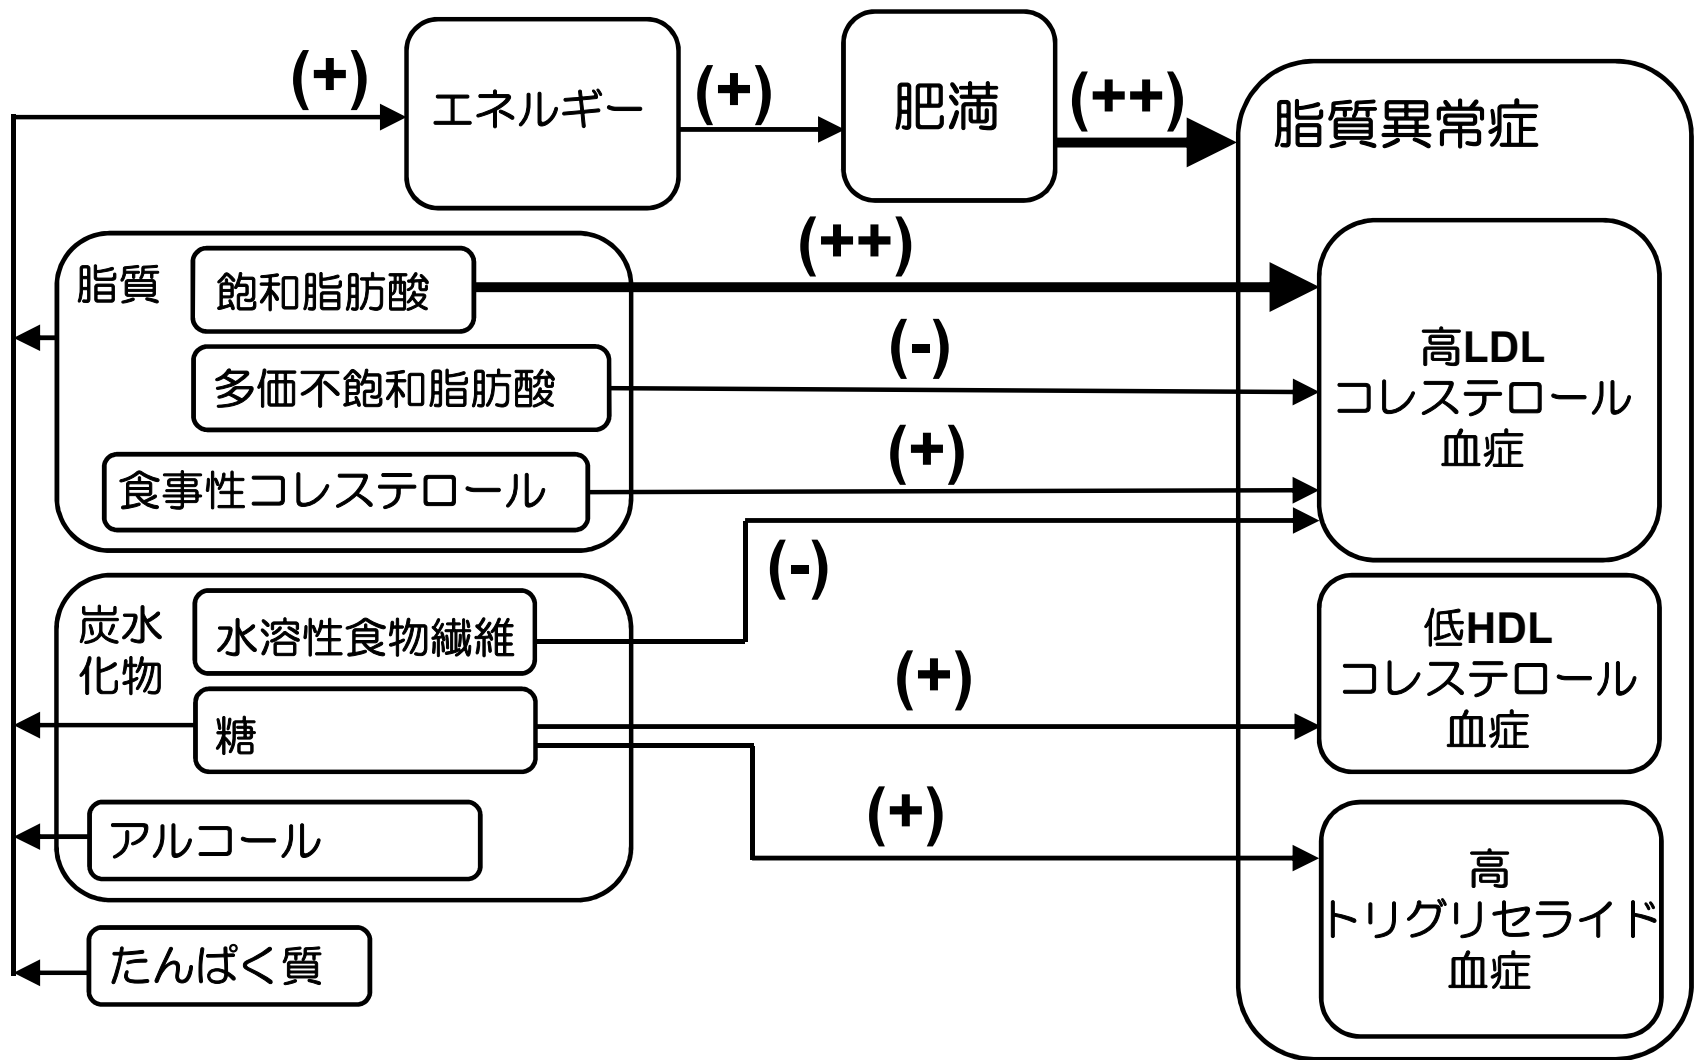 (+)
エネルギー
(+)
肥満
(++)
脂質異常症
脂質
飽和脂肪酸
(++)
多価不飽和脂肪酸
(-)
食事性コレステロール
(+)
高LDL
コレステロール
血症
炭水
化物
水溶性食物繊維
(-)
糖
(+)
(+)
アルコール
たんぱく質
低HDL
コレステロール
血症
高
トリグリセライド
血症